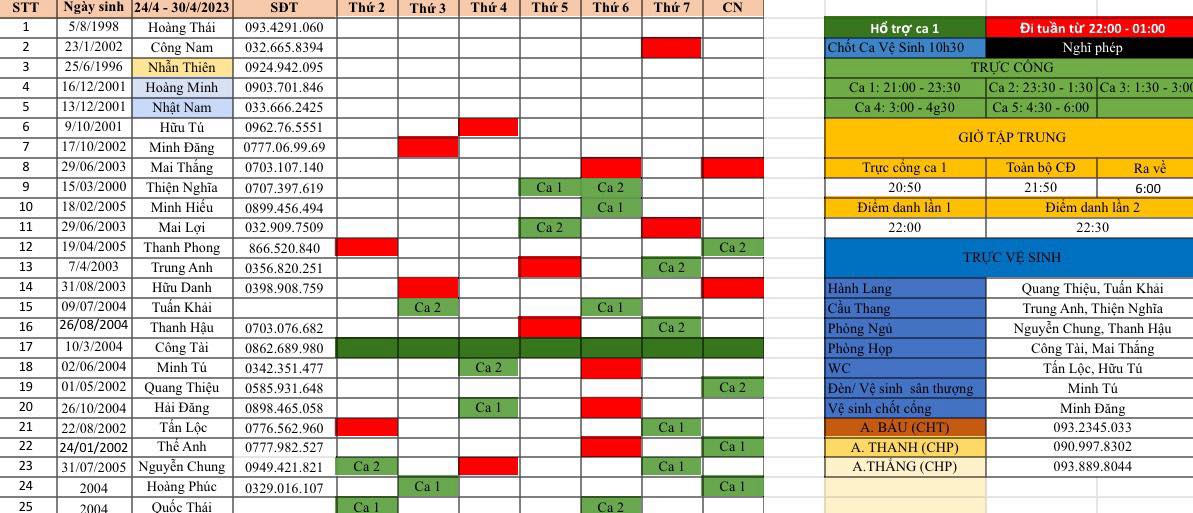 STT Ngày sinh 24/4 - 30/4/2023 SĐT Thứ 2 Thứ 3 Thứ 4 Thứ 5 Thứ 6 Thứ 7 CN
1 5/8/1998 Hoàng Thái 093.4291.060 Hổ trợ ca 1 Đi tuần từ 22:00 - 01:00
2 23/1/2002 Công Nam 032.665.8394 Chốt Ca Vệ Sinh 10h30 Nghĩ phép
3 25/6/1996 Nhẫn Thiên 0924.942.095 TRỰC CỔNG
4 16/12/2001 Hoàng Minh 0903.701.846 Ca 1: 21:00 - 23:30 Ca 2: 23:30 - 1:30 Ca 3: 1:30 - 3:00
5 13/12/2001 Nhật Nam 033.666.2425 Ca 4: 3:00 - 4g30 Ca 5: 4:30 - 6:00
6 9/10/2001 Hữu Tú 0962.76.5551
7 17/10/2002 Minh Đăng 0777.06.99.69
GIỜ TẬP TRUNG
8 29/06/2003 Mai Thắng 0703.107.140 Trực cổng ca 1 Toàn bộ CĐ Ra về
9 15/03/2000 Thiện Nghĩa 0707.397.619 Ca 1 Ca 2 20:50 21:50 6:00
10 18/02/2005 Minh Hiếu 0899.456.494 Ca 1 Điểm danh lần 1 Điểm danh lần 2
11 29/06/2003 Mai Lợi 032.909.7509 Ca 2 22:00 22:30
12 19/04/2005 Thanh Phong 866.520.840 Ca 2
13 7/4/2003 Trung Anh 0356.820.251 Ca 2
TRỰC VỆ SINH
14 31/08/2003 Hữu Danh 0398.908.759 Hành Lang Quang Thiệu, Tuấn Khải
15 09/07/2004 Tuấn Khải Ca 2 Ca 1 Cầu Thang Trung Anh, Thiện Nghĩa
16 26/08/2004 Thanh Hậu 0703.076.682 Ca 2 Phòng Ngủ Nguyễn Chung, Thanh Hậu
17 10/3/2004 Công Tài 0862.689.980 Phòng Họp Công Tài, Mai Thắng
18 02/06/2004 Minh Tú 0342.351.477 Ca 2 WC Tấn Lộc, Hữu Tú
19 01/05/2002 Quang Thiệu 0585.931.648 Ca 2 Đèn/ Vệ sinh sân thượng Minh Tú
20 26/10/2004 Hải Đăng 0898.465.058 Ca 1 Vệ sinh chốt cổng Minh Đăng
21 22/08/2002 Tấn Lộc 0776.562.960 Ca 1 A. BÁU (CHT) 093.2345.033
22 24/01/2002 Thế Anh 0777.982.527 Ca 1 A. THANH (CHP) 090.997.8302
23 31/07/2005 Nguyễn Chung 0949.421.821 Ca 2 Ca 1 A.THẮNG (CHP) 093.889.8044
24 2004 Hoàng Phúc 0329.016.107 Ca 1 Ca 1
25 2004 Quốc Thái Ca 1 Ca 2